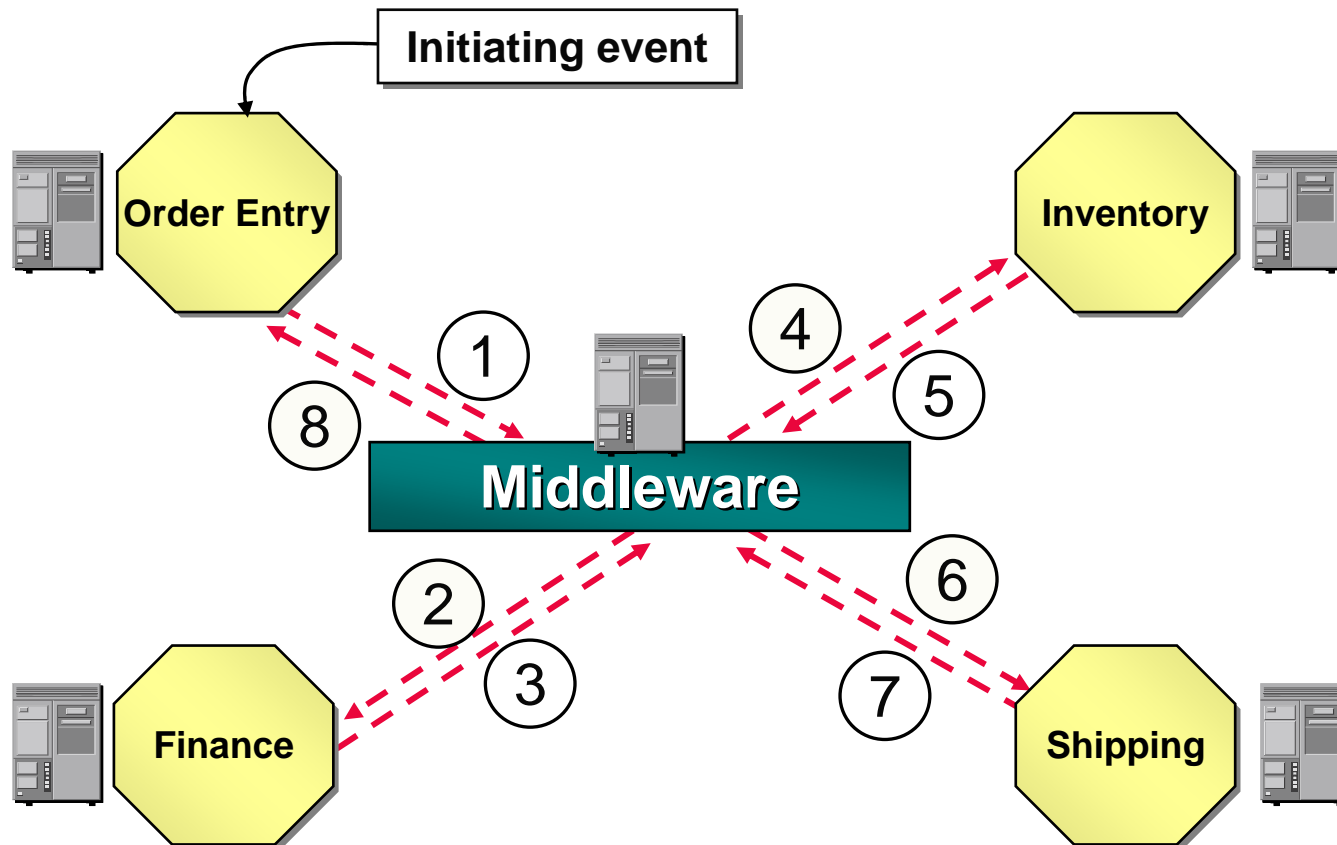 Initiating event
Order Entry
Inventory
1
4
8
5
Middleware
2
6
3
7
Finance
Shipping